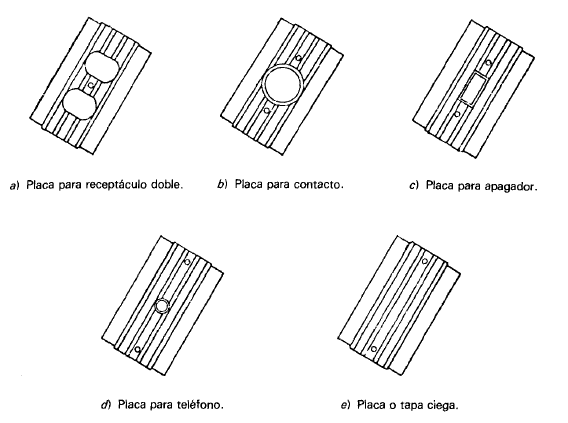 a) Placa para receptáculo doble.
b) Placa para contacto.
c) Placa para apagador.
d) Placa para teléfono.
e) Placa o tapa ciega.